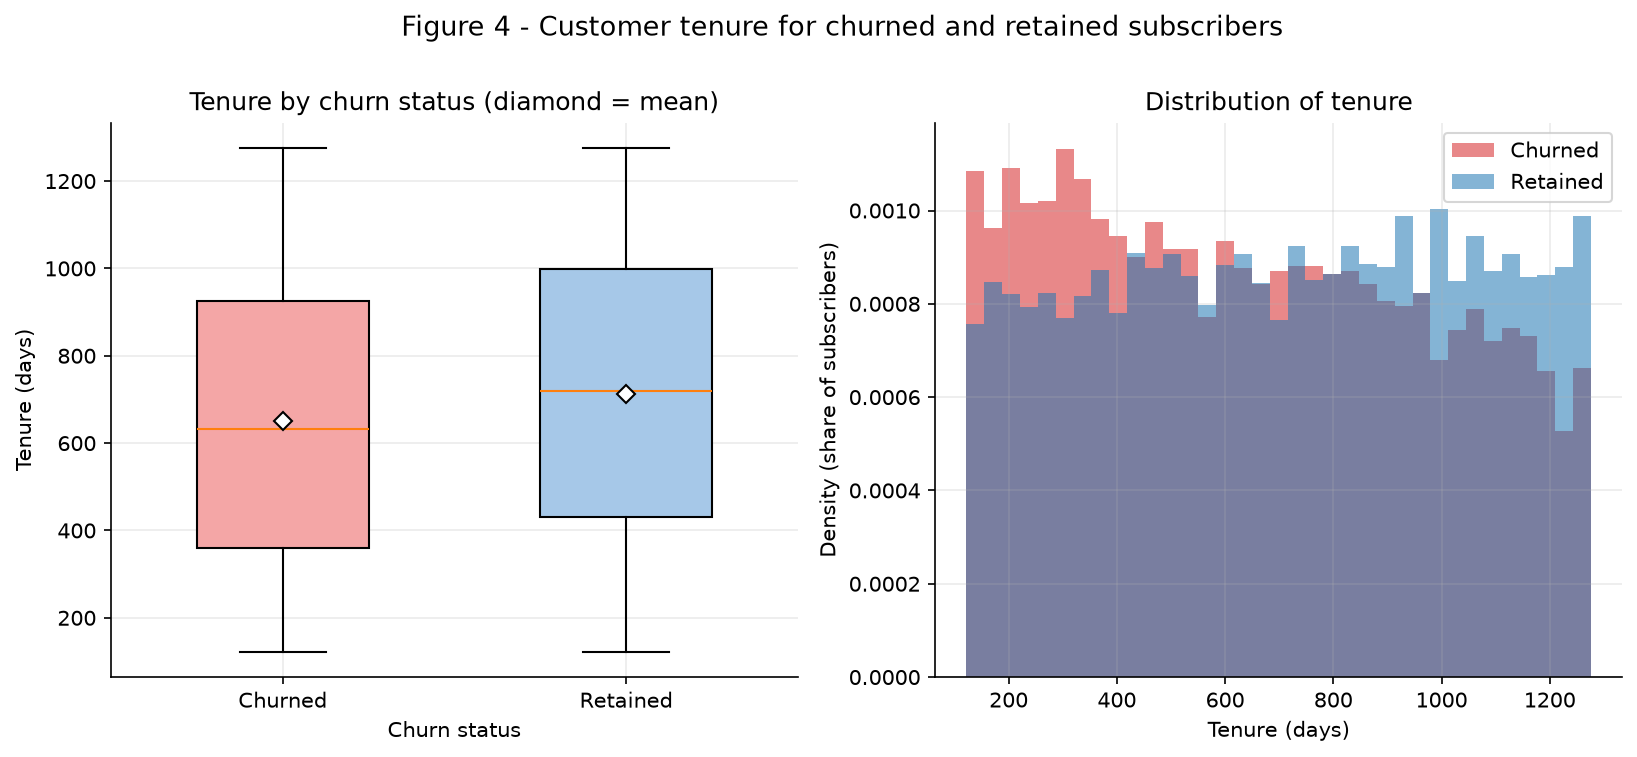 Figure 4 - Customer tenure for churned and retained subscribers
Tenure by churn status (diamond = mean)
Tenure (days)
1200
1000
800
600
400
200
Churned
Retained
Churn status
Distribution of tenure
Churned
Retained
Density (share of subscribers)
0.0010
0.0008
0.0006
0.0004
0.0002
0.0000
200
400
600
800
1000
1200
Tenure (days)